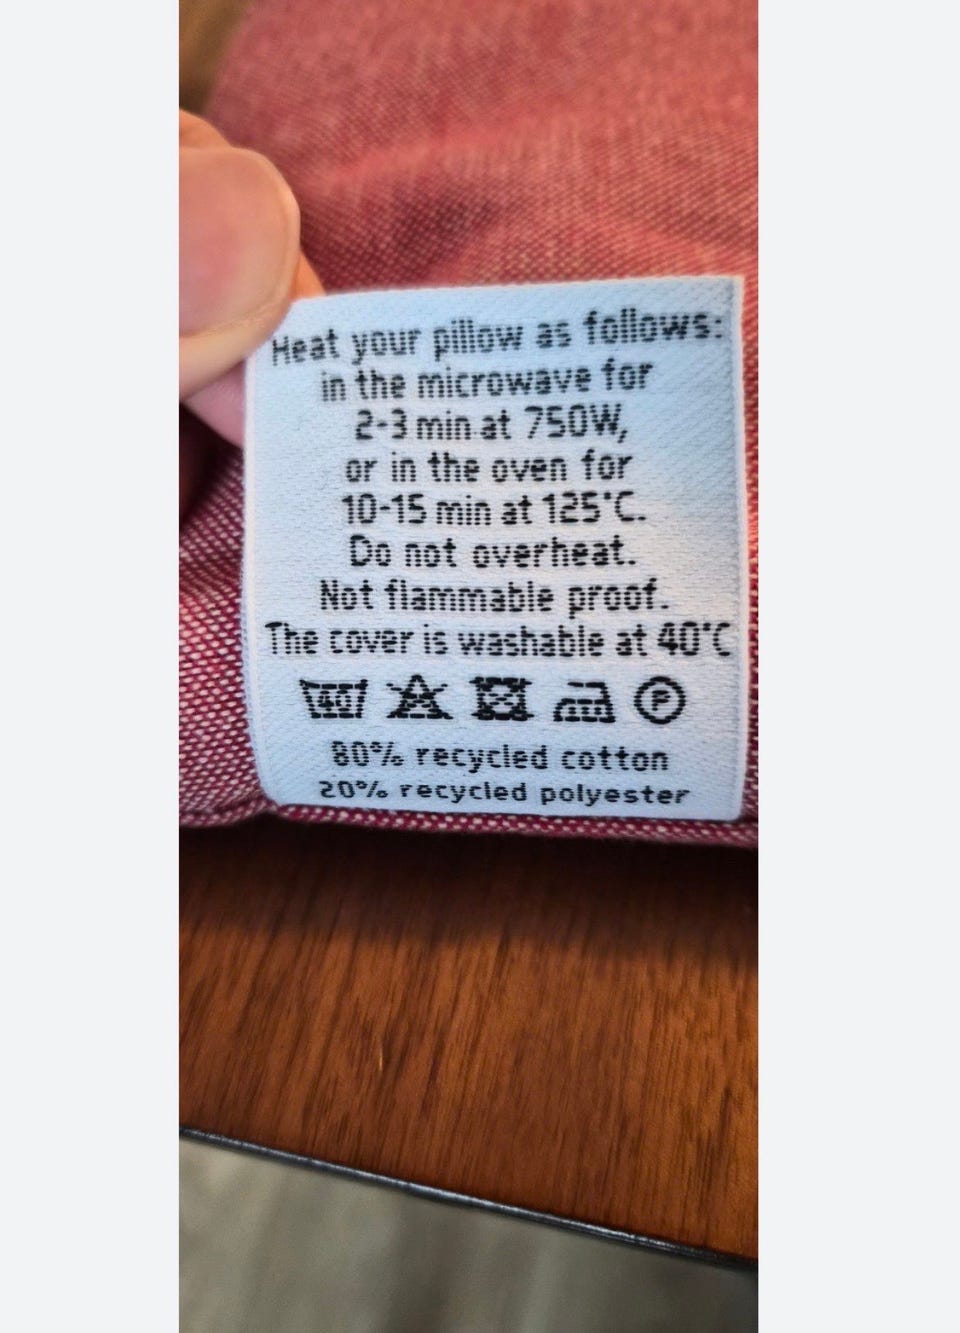 Heat your pillow as follows:
in the microwave for
2-3 min at 750W,
or in the oven for
10-15 min at 125°C.
Do not overheat.
Not flammable proof.
The cover is washable at 40°C
40 P
80% recycled cotton
20% recycled polyester